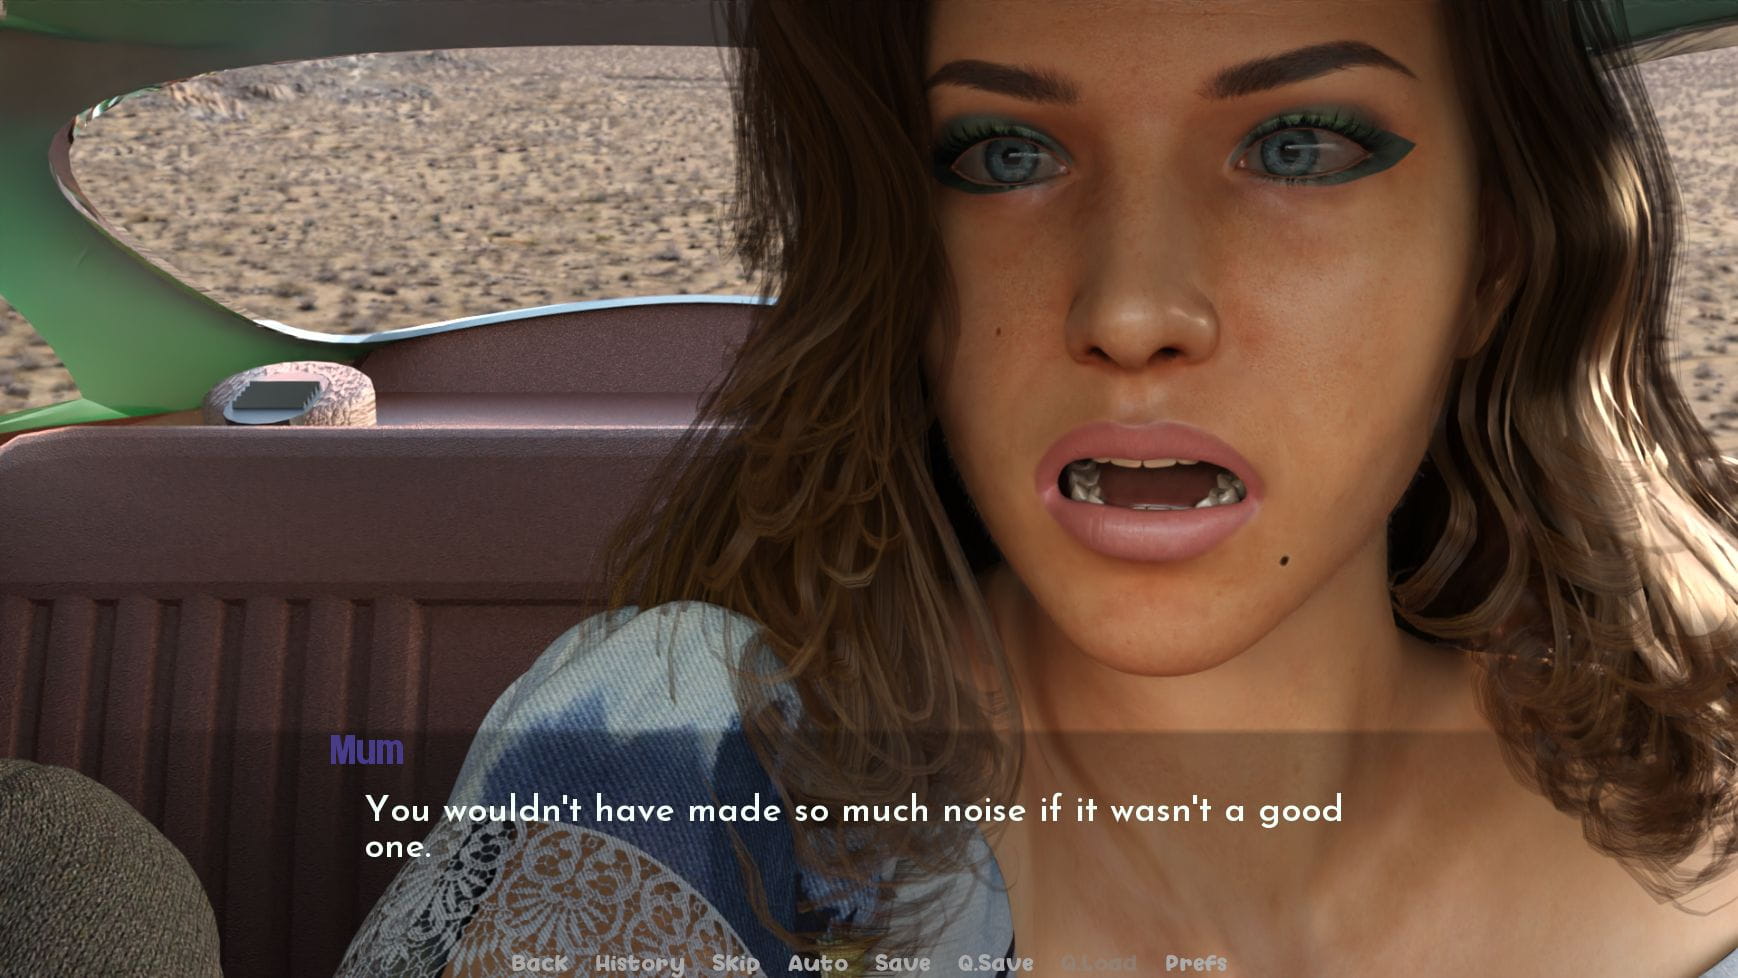 Mum
You wouldn't have made so much noise if it wasn't a good
one.
Back History Skip Auto Save Q.Save Q.Load Prefs